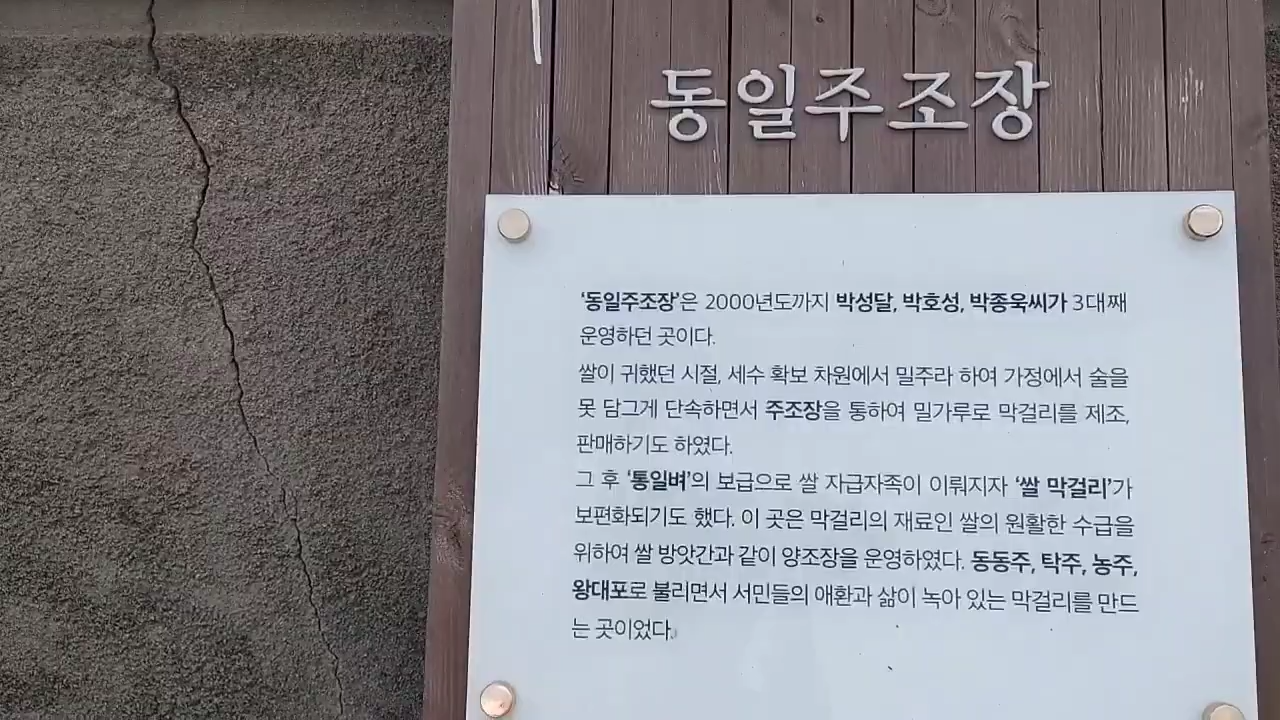 동일주조장
'동일주조장'은 2000년도까지 박성달, 박호성, 박종욱씨가 3대째
운영하던 곳이다.
쌀이 귀했던 시절, 세수 확보 차원에서 밀주라 하여 가정에서 술을
못 담그게 단속하면서 주조장을 통하여 밀가루로 막걸리를 제조,
판매하기도 하였다.
그 후 '통일벼'의 보급으로 쌀 자급자족이 이뤄지자 '쌀 막걸리'가
보편화되기도 했다. 이 곳은 막걸리의 재료인 쌀의 원활한 수급을
위하여 쌀 방앗간과 같이 양조장을 운영하였다. 동동주, 탁주, 농주,
왕대포로 불리면서 서민들의 애환과 삶이 녹아 있는 막걸리를 만드
는 곳이었다.